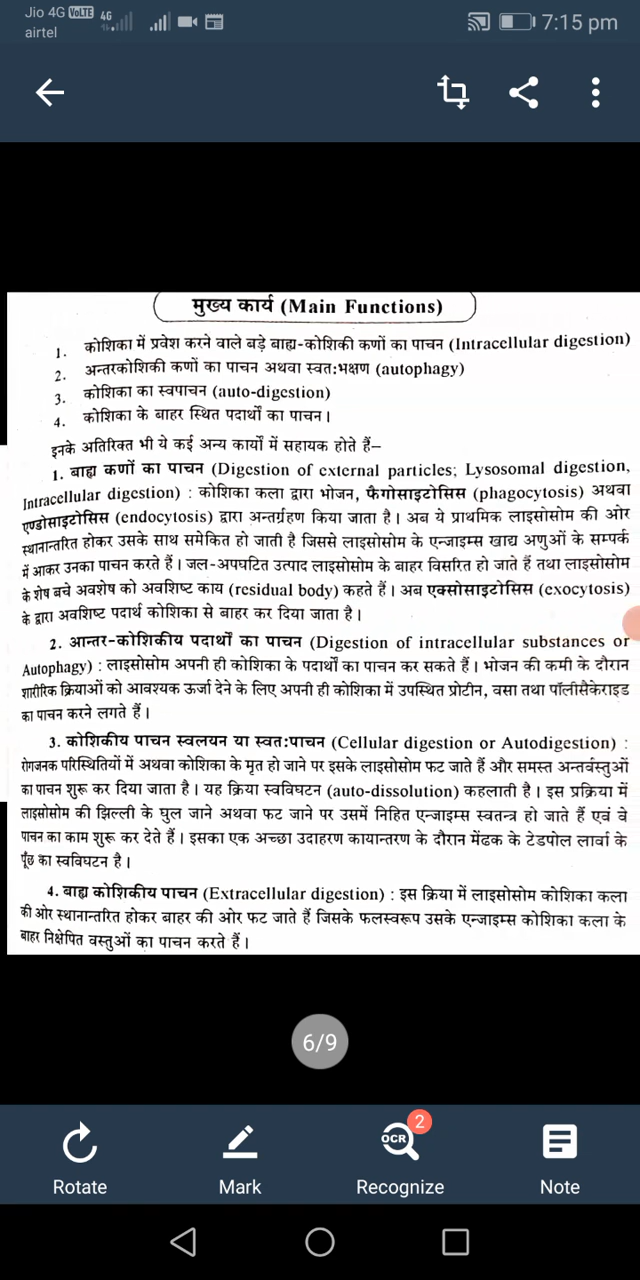 Jio 4G VoLTE 4G
airtel
7:15 pm
मुख्य कार्य (Main Functions)
1. कोशिका में प्रवेश करने वाले बड़े बाह्य-कोशिकी कणों का पाचन (Intracellular digestion)
2. अन्तरकोशिकी कणों का पाचन अथवा स्वत:भक्षण (autophagy)
3. कोशिका का स्वपाचन (auto-digestion)
4. कोशिका के बाहर स्थित पदार्थों का पाचन।
इनके अतिरिक्त भी ये कई अन्य कार्यों में सहायक होते हैं–
1. बाह्य कणों का पाचन (Digestion of external particles; Lysosomal digestion,
Intracellular digestion) : कोशिका कला द्वारा भोजन, फैगोसाइटोसिस (phagocytosis) अथवा
एण्डोसाइटोसिस (endocytosis) द्वारा अन्तर्ग्रहण किया जाता है। अब ये प्राथमिक लाइसोसोम की ओर
स्थानान्तरित होकर उसके साथ समेकित हो जाती है जिससे लाइसोसोम के एन्जाइम्स खाद्य अणुओं के सम्पर्क
में आकर उनका पाचन करते हैं। जल-अपघटित उत्पाद लाइसोसोम के बाहर विसरित हो जाते हैं तथा लाइसोसोम
के शेष बचे अवशेष को अवशिष्ट काय (residual body) कहते हैं। अब एक्सोसाइटोसिस (exocytosis)
के द्वारा अवशिष्ट पदार्थ कोशिका से बाहर कर दिया जाता है।
2. आन्तर-कोशिकीय पदार्थों का पाचन (Digestion of intracellular substances or
Autophagy) : लाइसोसोम अपनी ही कोशिका के पदार्थों का पाचन कर सकते हैं। भोजन की कमी के दौरान
शारीरिक क्रियाओं को आवश्यक ऊर्जा देने के लिए अपनी ही कोशिका में उपस्थित प्रोटीन, वसा तथा पॉलीसैकेराइड
का पाचन करने लगते हैं।
3. कोशिकीय पाचन स्वलयन या स्वत:पाचन (Cellular digestion or Autodigestion) :
रोगजनक परिस्थितियों में अथवा कोशिका के मृत हो जाने पर इसके लाइसोसोम फट जाते हैं और समस्त अन्तर्वस्तुओं
का पाचन शुरू कर दिया जाता है। यह क्रिया स्वविघटन (auto-dissolution) कहलाती है। इस प्रक्रिया में
लाइसोसोम की झिल्ली के घुल जाने अथवा फट जाने पर उसमें निहित एन्जाइम्स स्वतन्त्र हो जाते हैं एवं वे
पाचन का काम शुरू कर देते हैं। इसका एक अच्छा उदाहरण कायान्तरण के दौरान मेंढक के टेडपोल लार्वा के
पूँछ का स्वविघटन है।
4. बाह्य कोशिकीय पाचन (Extracellular digestion) : इस क्रिया में लाइसोसोम कोशिका कला
की ओर स्थानान्तरित होकर बाहर की ओर फट जाते हैं जिसके फलस्वरूप उसके एन्जाइम्स कोशिका कला के
बाहर निक्षेपित वस्तुओं का पाचन करते हैं।
6/9
OCR 2
Rotate Mark Recognize Note